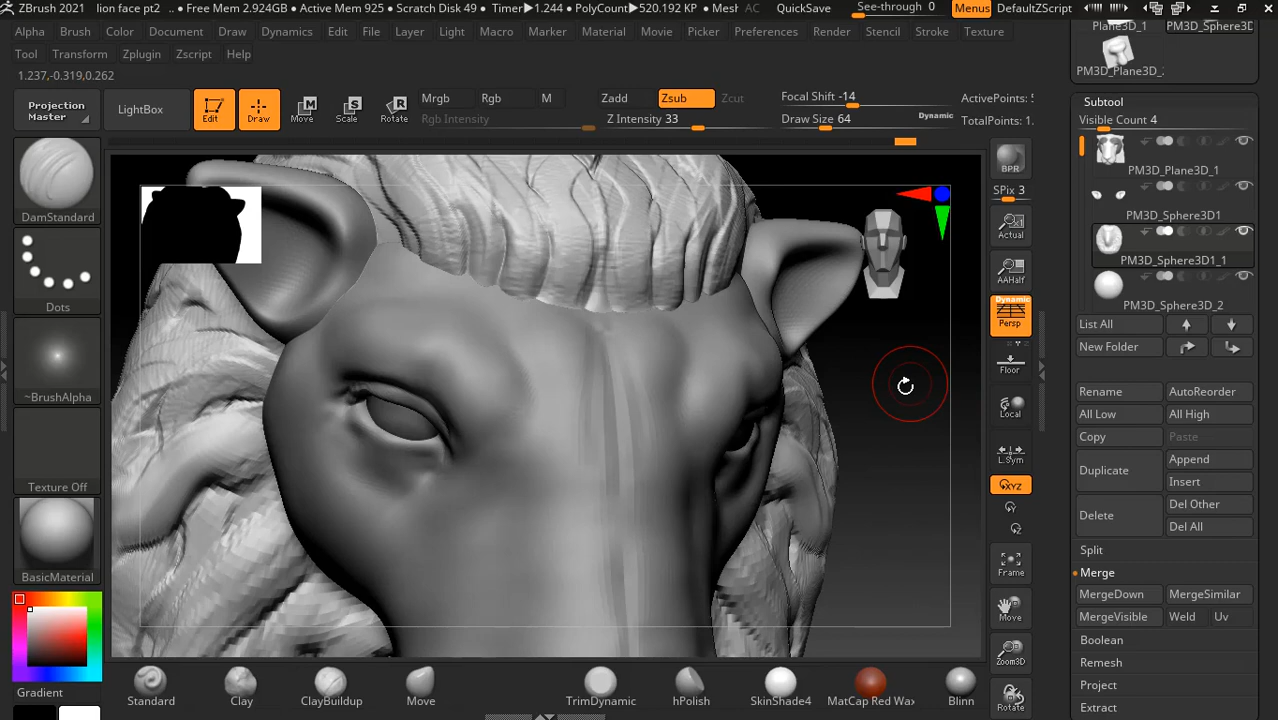 ZBrush 2021 lion face pt2 .. • Free Mem 2.924GB • Active Mem 925 • Scratch Disk 49 • Timer▶1.244 • PolyCount▶520.192 KP • MeshC AC QuickSave See-through 0 Menus DefaultZScript
Alpha Brush Color Document Draw Dynamics Edit File Layer Light Macro Marker Material Movie Picker Preferences Render Stencil Stroke Texture
Tool Transform Zplugin Zscript Help
1.237,-0.319,0.262
Projection Master
LightBox
Edit Draw Move Scale Rotate
Mrgb Rgb M
Rgb Intensity
Zadd Zsub Zcut
Z Intensity 33
Focal Shift -14
Draw Size 64 Dynamic
ActivePoints: 5
TotalPoints: 1.
DamStandard
Dots
~BrushAlpha
Texture Off
BasicMaterial
Gradient
BPR
SPix 3
Actual
AAHalf
Dynamic
Persp
Floor
Local
L.Sym
XYZ
Frame
Move
Zoom3D
Rotate
Plane3D_1 PM3D_Sphere3D
PM3D_Plane3D_.
Subtool
Visible Count 4
PM3D_Plane3D_1
PM3D_Sphere3D1
PM3D_Sphere3D1_1
PM3D_Sphere3D_2
List All
New Folder
Rename AutoReorder
All Low All High
Copy Paste
Duplicate Append
Insert
Delete Del Other
Del All
Split
Merge
MergeDown MergeSimilar
MergeVisible Weld Uv
Boolean
Remesh
Project
Extract
Standard Clay ClayBuildup Move TrimDynamic hPolish SkinShade4 MatCap Red Wax Blinn